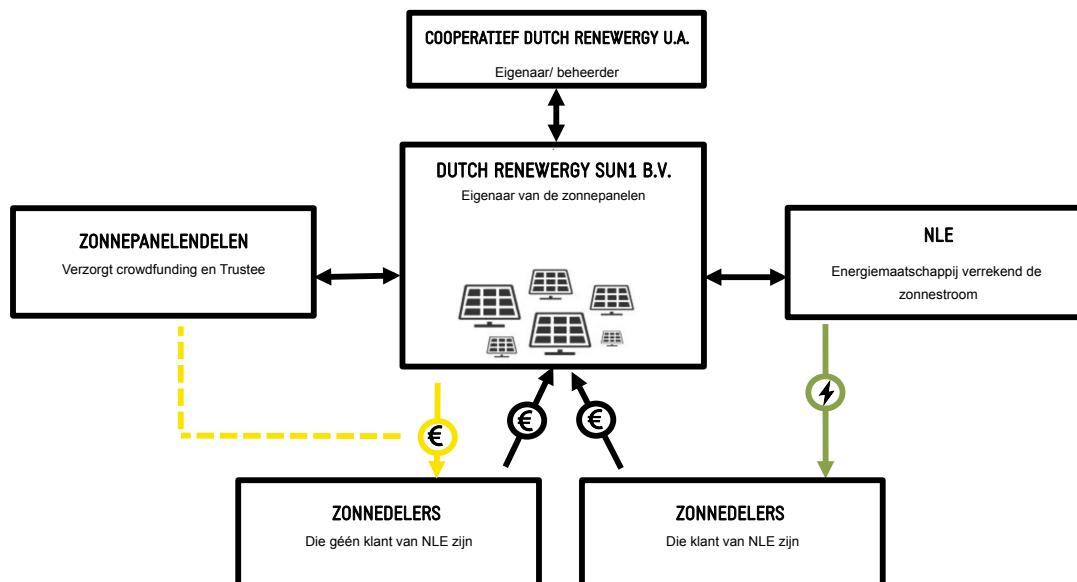 COOPERATIEF DUTCH RENEWERGY U.A.
Eigenaar/ beheerder
DUTCH RENEWERGY SUN1 B.V.
Eigenaar van de zonnepanelen
ZONNEPANELENDELEN
Verzorgt crowdfunding en Trustee
NLE
Energiemaatschappij verrekend de
zonnestroom
€
€
€
ZONNEDELERS
Die géén klant van NLE zijn
ZONNEDELERS
Die klant van NLE zijn